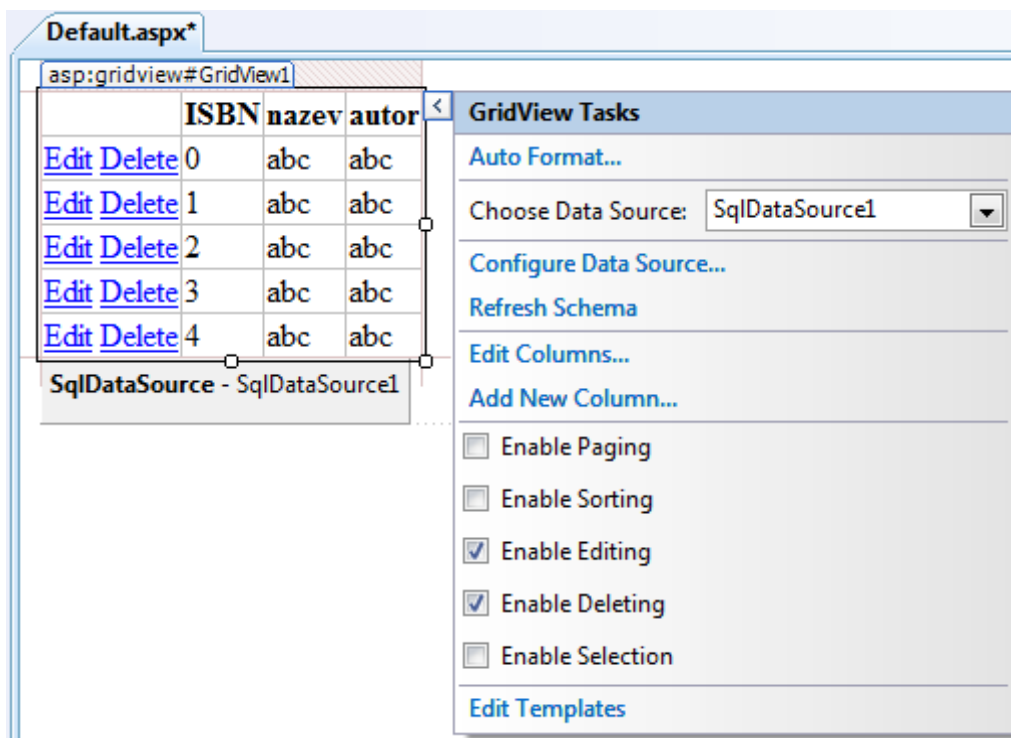 Default.aspx*
asp:gridview#GridView1
ISBN nazev autor
Edit Delete 0 abc abc
Edit Delete 1 abc abc
Edit Delete 2 abc abc
Edit Delete 3 abc abc
Edit Delete 4 abc abc
SqlDataSource - SqlDataSource1
GridView Tasks
Auto Format...
Choose Data Source: SqlDataSource1
Configure Data Source...
Refresh Schema
Edit Columns...
Add New Column...
Enable Paging
Enable Sorting
Enable Editing
Enable Deleting
Enable Selection
Edit Templates